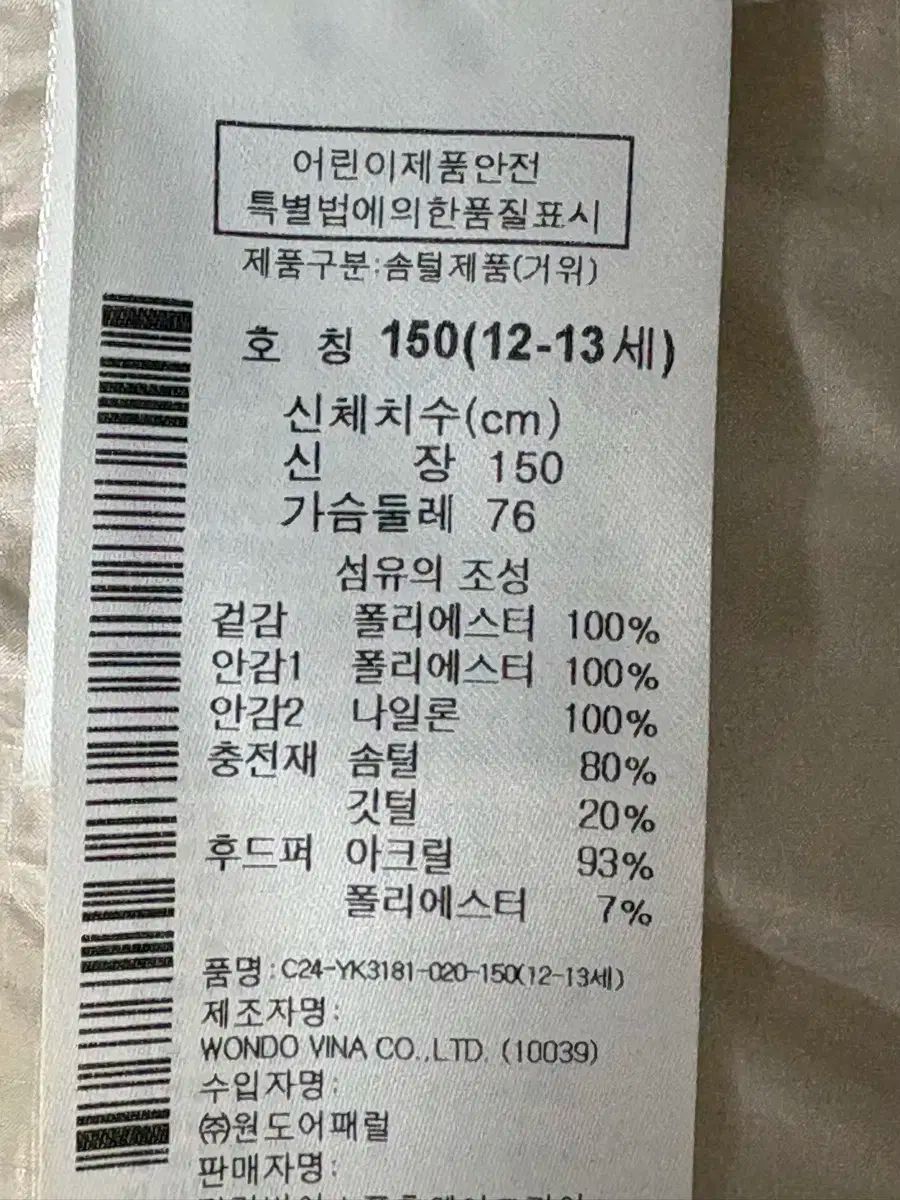 어린이제품안전
특별법에의한품질표시
제품구분:솜털제품(거위)
호 칭 150(12-13세)
신체치수(cm)
신 장 150
가슴둘레 76
섬유의 조성
겉감 폴리에스터 100%
안감1 폴리에스터 100%
안감2 나일론 100%
충전재 솜털 80%
깃털 20%
후드퍼 아크릴 93%
폴리에스터 7%
품명:C24-YK3181-020-150(12-13세)
제조자명:
WONDO VINA CO.,LTD. (10039)
수입자명:
㈜원도어패럴
판매자명: